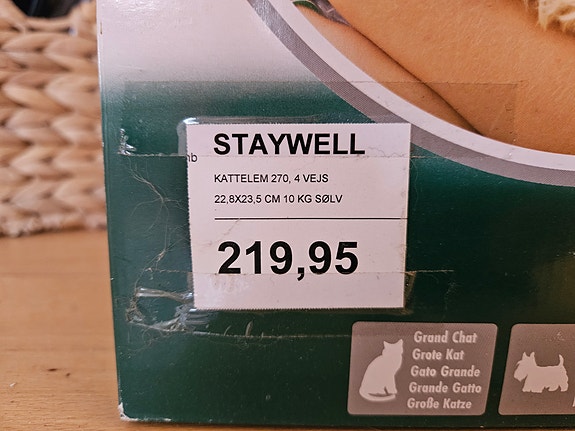 STAYWELL
KATTELEM 270, 4 VEJS
22,8X23,5 CM 10 KG SØLV
219,95
Grand Chat
Grote Kat
Gato Grande
Grande Gatto
Große Katze